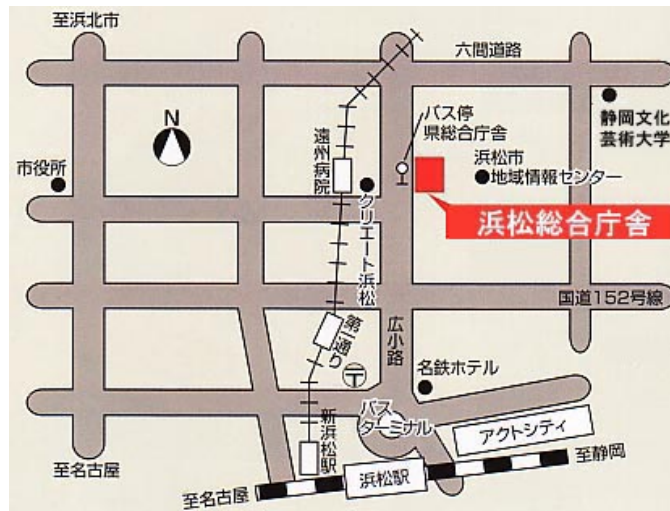 至浜北市
六間道路
N
バス停
県総合庁舎
静岡文化
芸術大学
市役所
遠州病院
浜松市
地域情報センター
クリエート浜松
浜松総合庁舎
国道152号線
第一通り
広小路
〒
名鉄ホテル
新浜松駅
バス
ターミナル
アクトシティ
至名古屋
至名古屋
浜松駅
至静岡